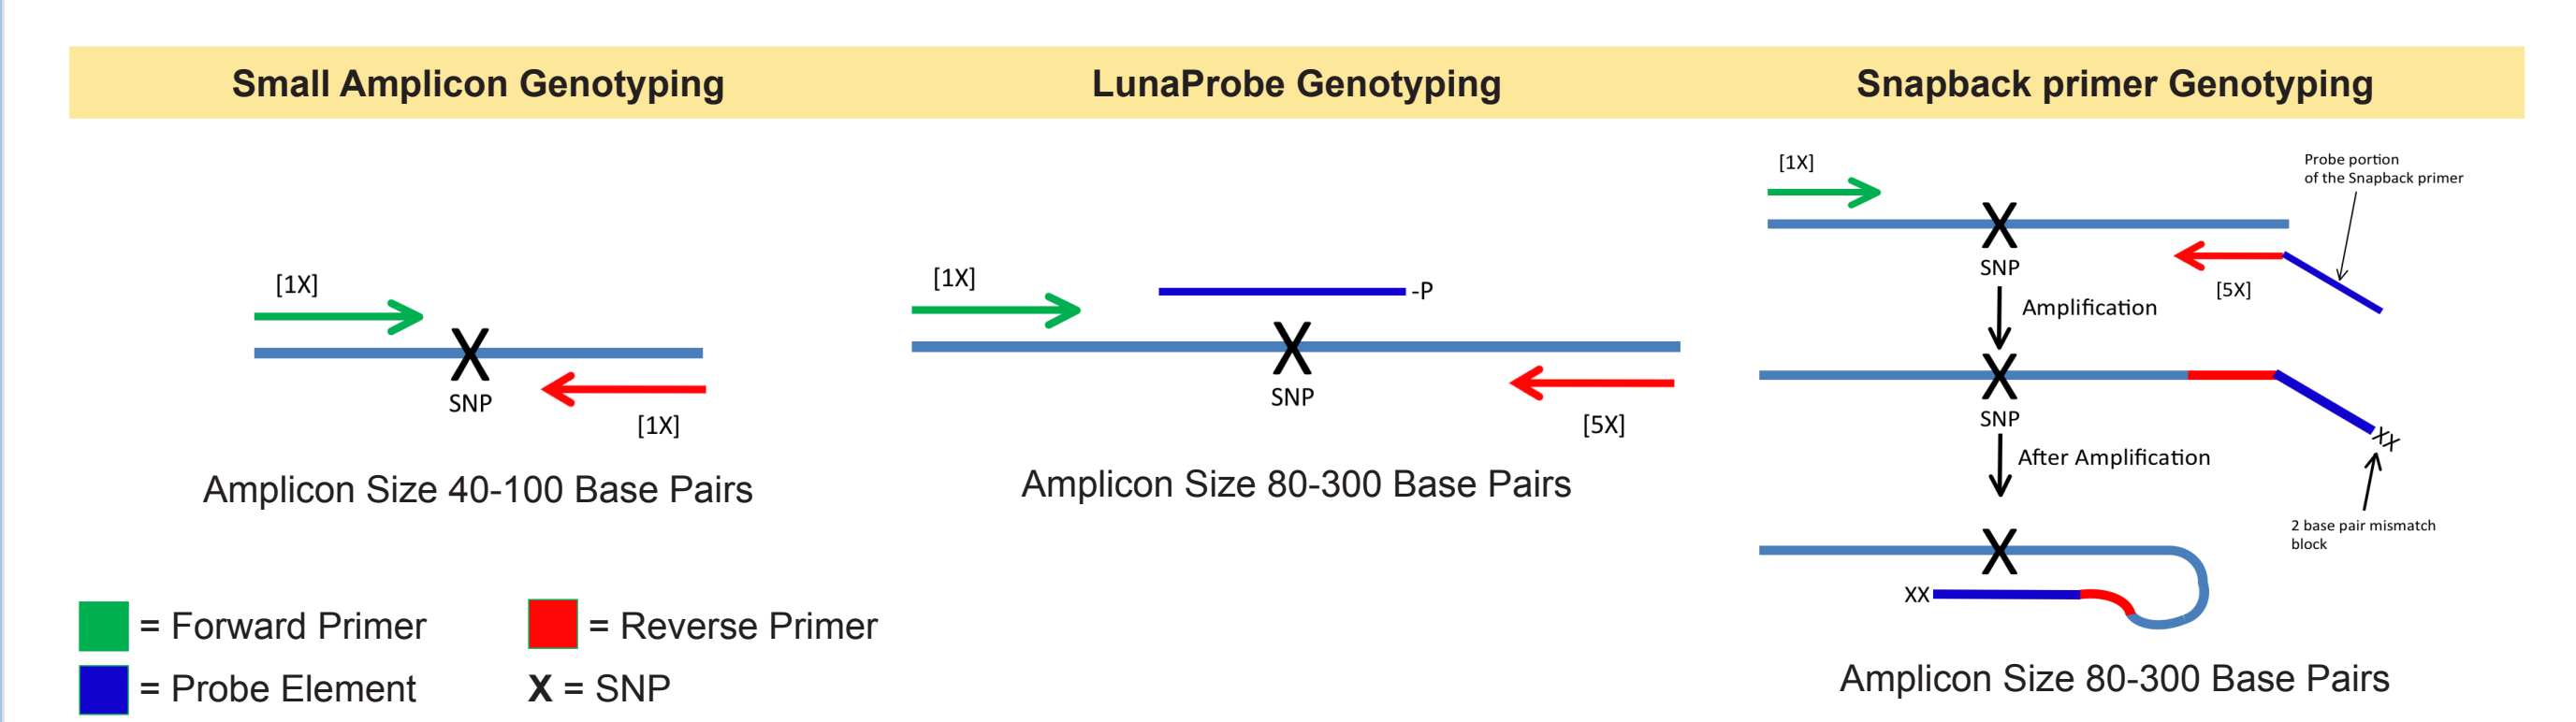 Small Amplicon Genotyping
LunaProbe Genotyping
Snapback primer Genotyping
[1X]
X
SNP
[1X]
Amplicon Size 40-100 Base Pairs
[1X]
-P
X
SNP
[5X]
Amplicon Size 80-300 Base Pairs
[1X]
Probe portion
of the Snapback primer
X
SNP
[5X]
Amplification
X
SNP
XX
After Amplification
2 base pair mismatch
block
X
XX
Amplicon Size 80-300 Base Pairs
= Forward Primer
= Reverse Primer
= Probe Element
X = SNP